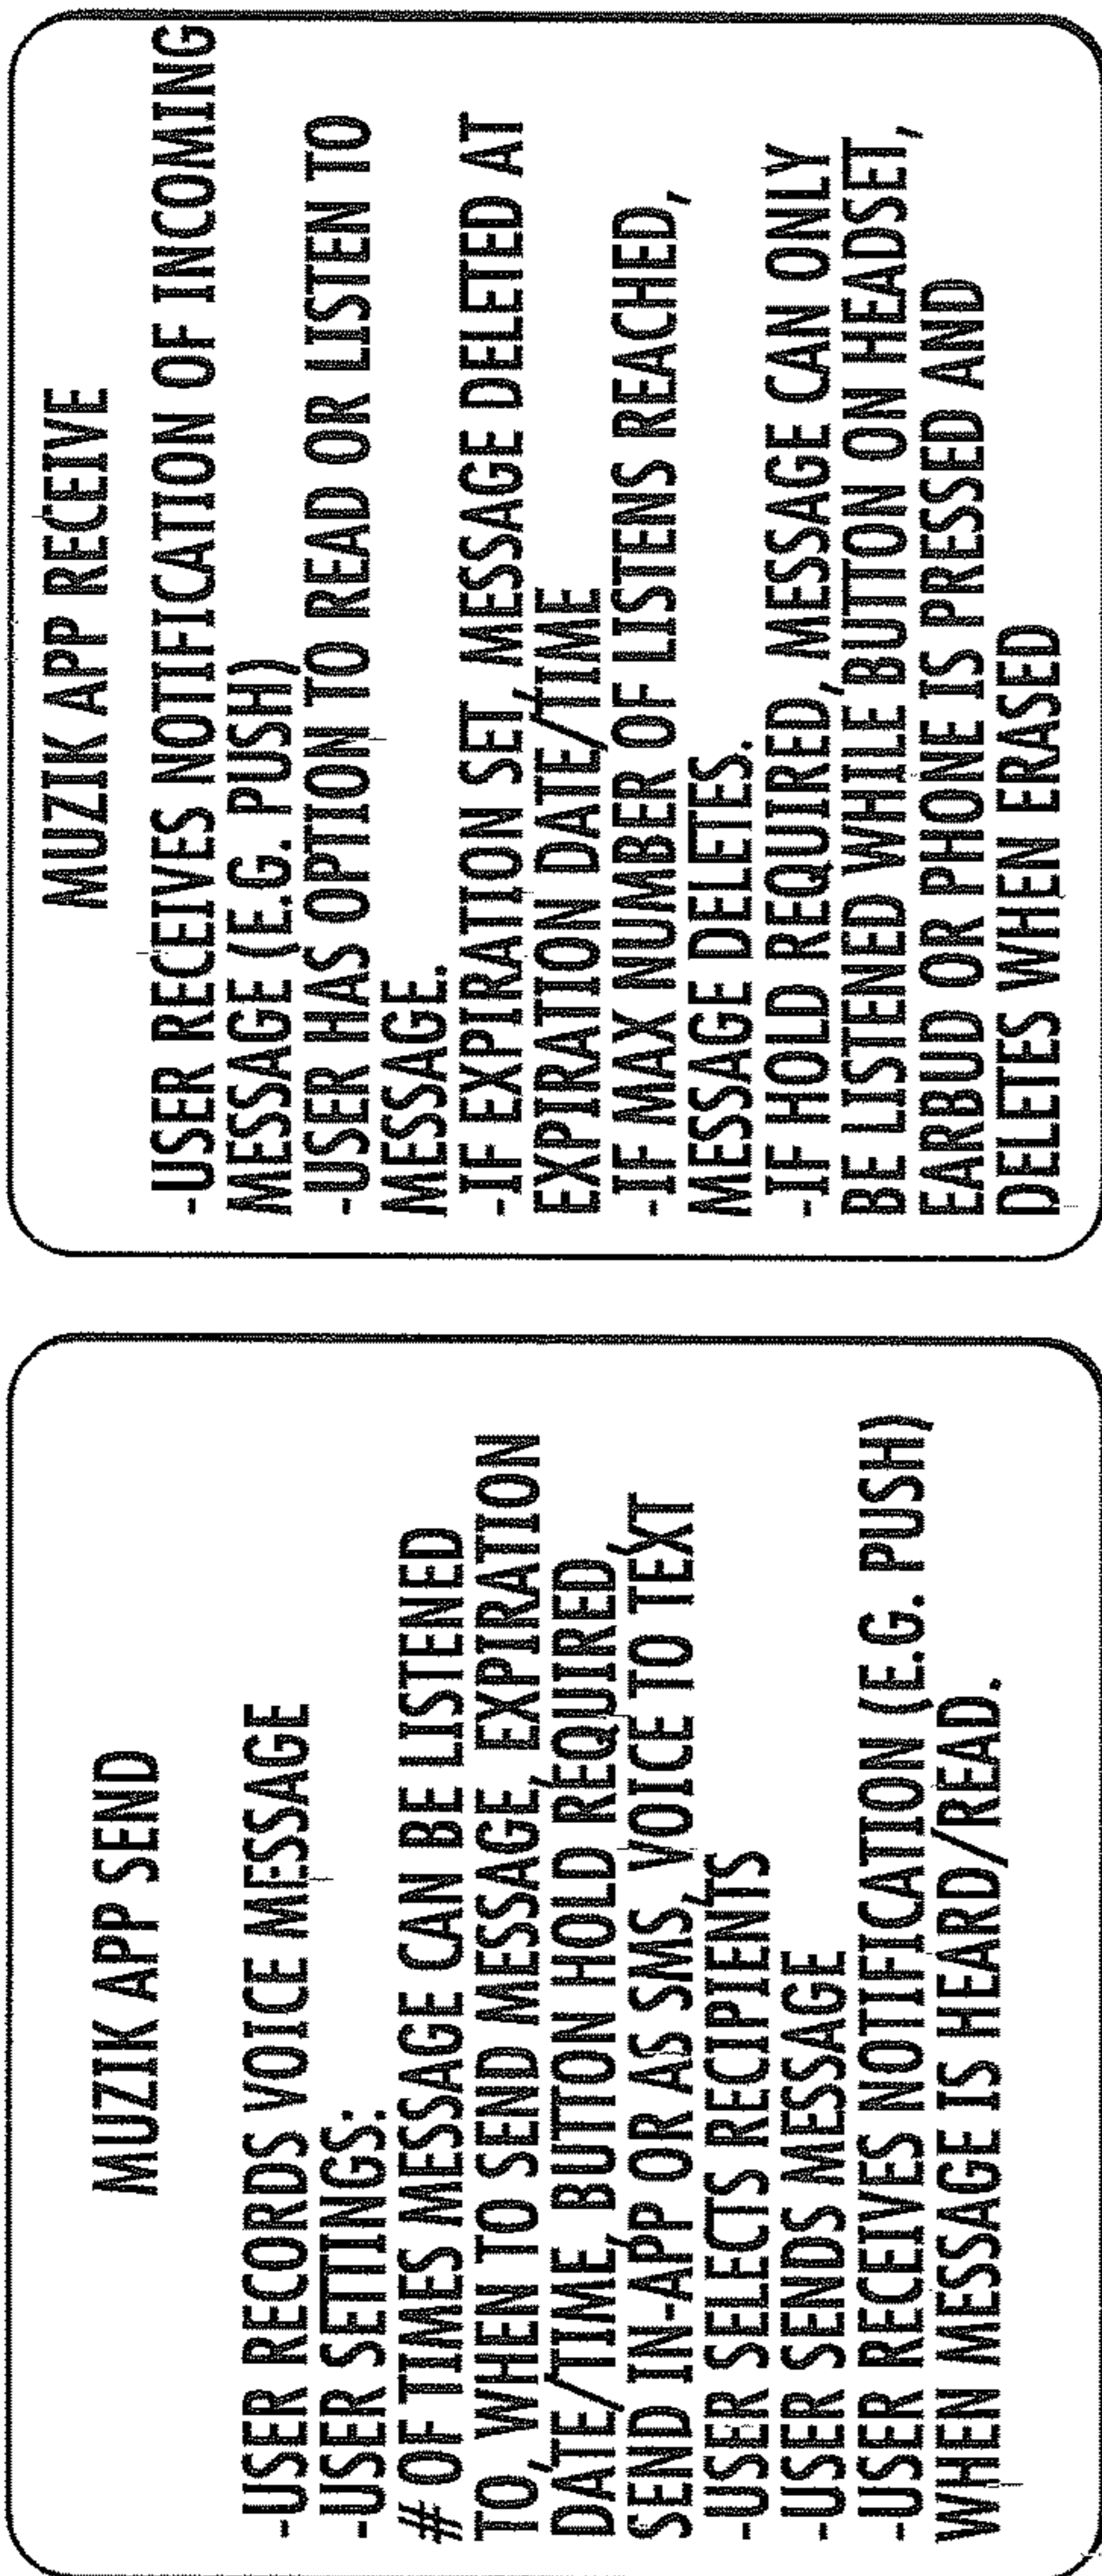 MUZIK APP SEND
-USER RECORDS VOICE MESSAGE
-USER SETTINGS:
# OF TIMES MESSAGE CAN BE LISTENED
TO, WHEN TO SEND MESSAGE, EXPIRATION
DATE/TIME, BUTTON HOLD REQUIRED,
SEND IN-APP OR AS SMS, VOICE TO TEXT
-USER SELECTS RECIPIENTS
-USER SENDS MESSAGE
-USER RECEIVES NOTIFICATION (E.G. PUSH)
WHEN MESSAGE IS HEARD/READ.
MUZIK APP RECEIVE
-USER RECEIVES NOTIFICATION OF INCOMING
MESSAGE (E.G. PUSH)
-USER HAS OPTION TO READ OR LISTEN TO
MESSAGE.
-IF EXPIRATION SET, MESSAGE DELETED AT
EXPIRATION DATE/TIME
-IF MAX NUMBER OF LISTENS REACHED,
MESSAGE DELETES.
-IF HOLD REQUIRED, MESSAGE CAN ONLY
BE LISTENED WHILE BUTTON ON HEADSET,
EARBUD OR PHONE IS PRESSED AND
DELETES WHEN ERASED